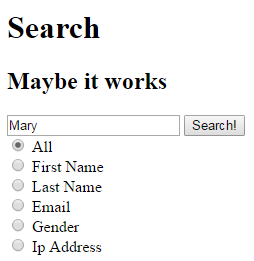 Search
Maybe it works
Mary Search!
All
First Name
Last Name
Email
Gender
Ip Address